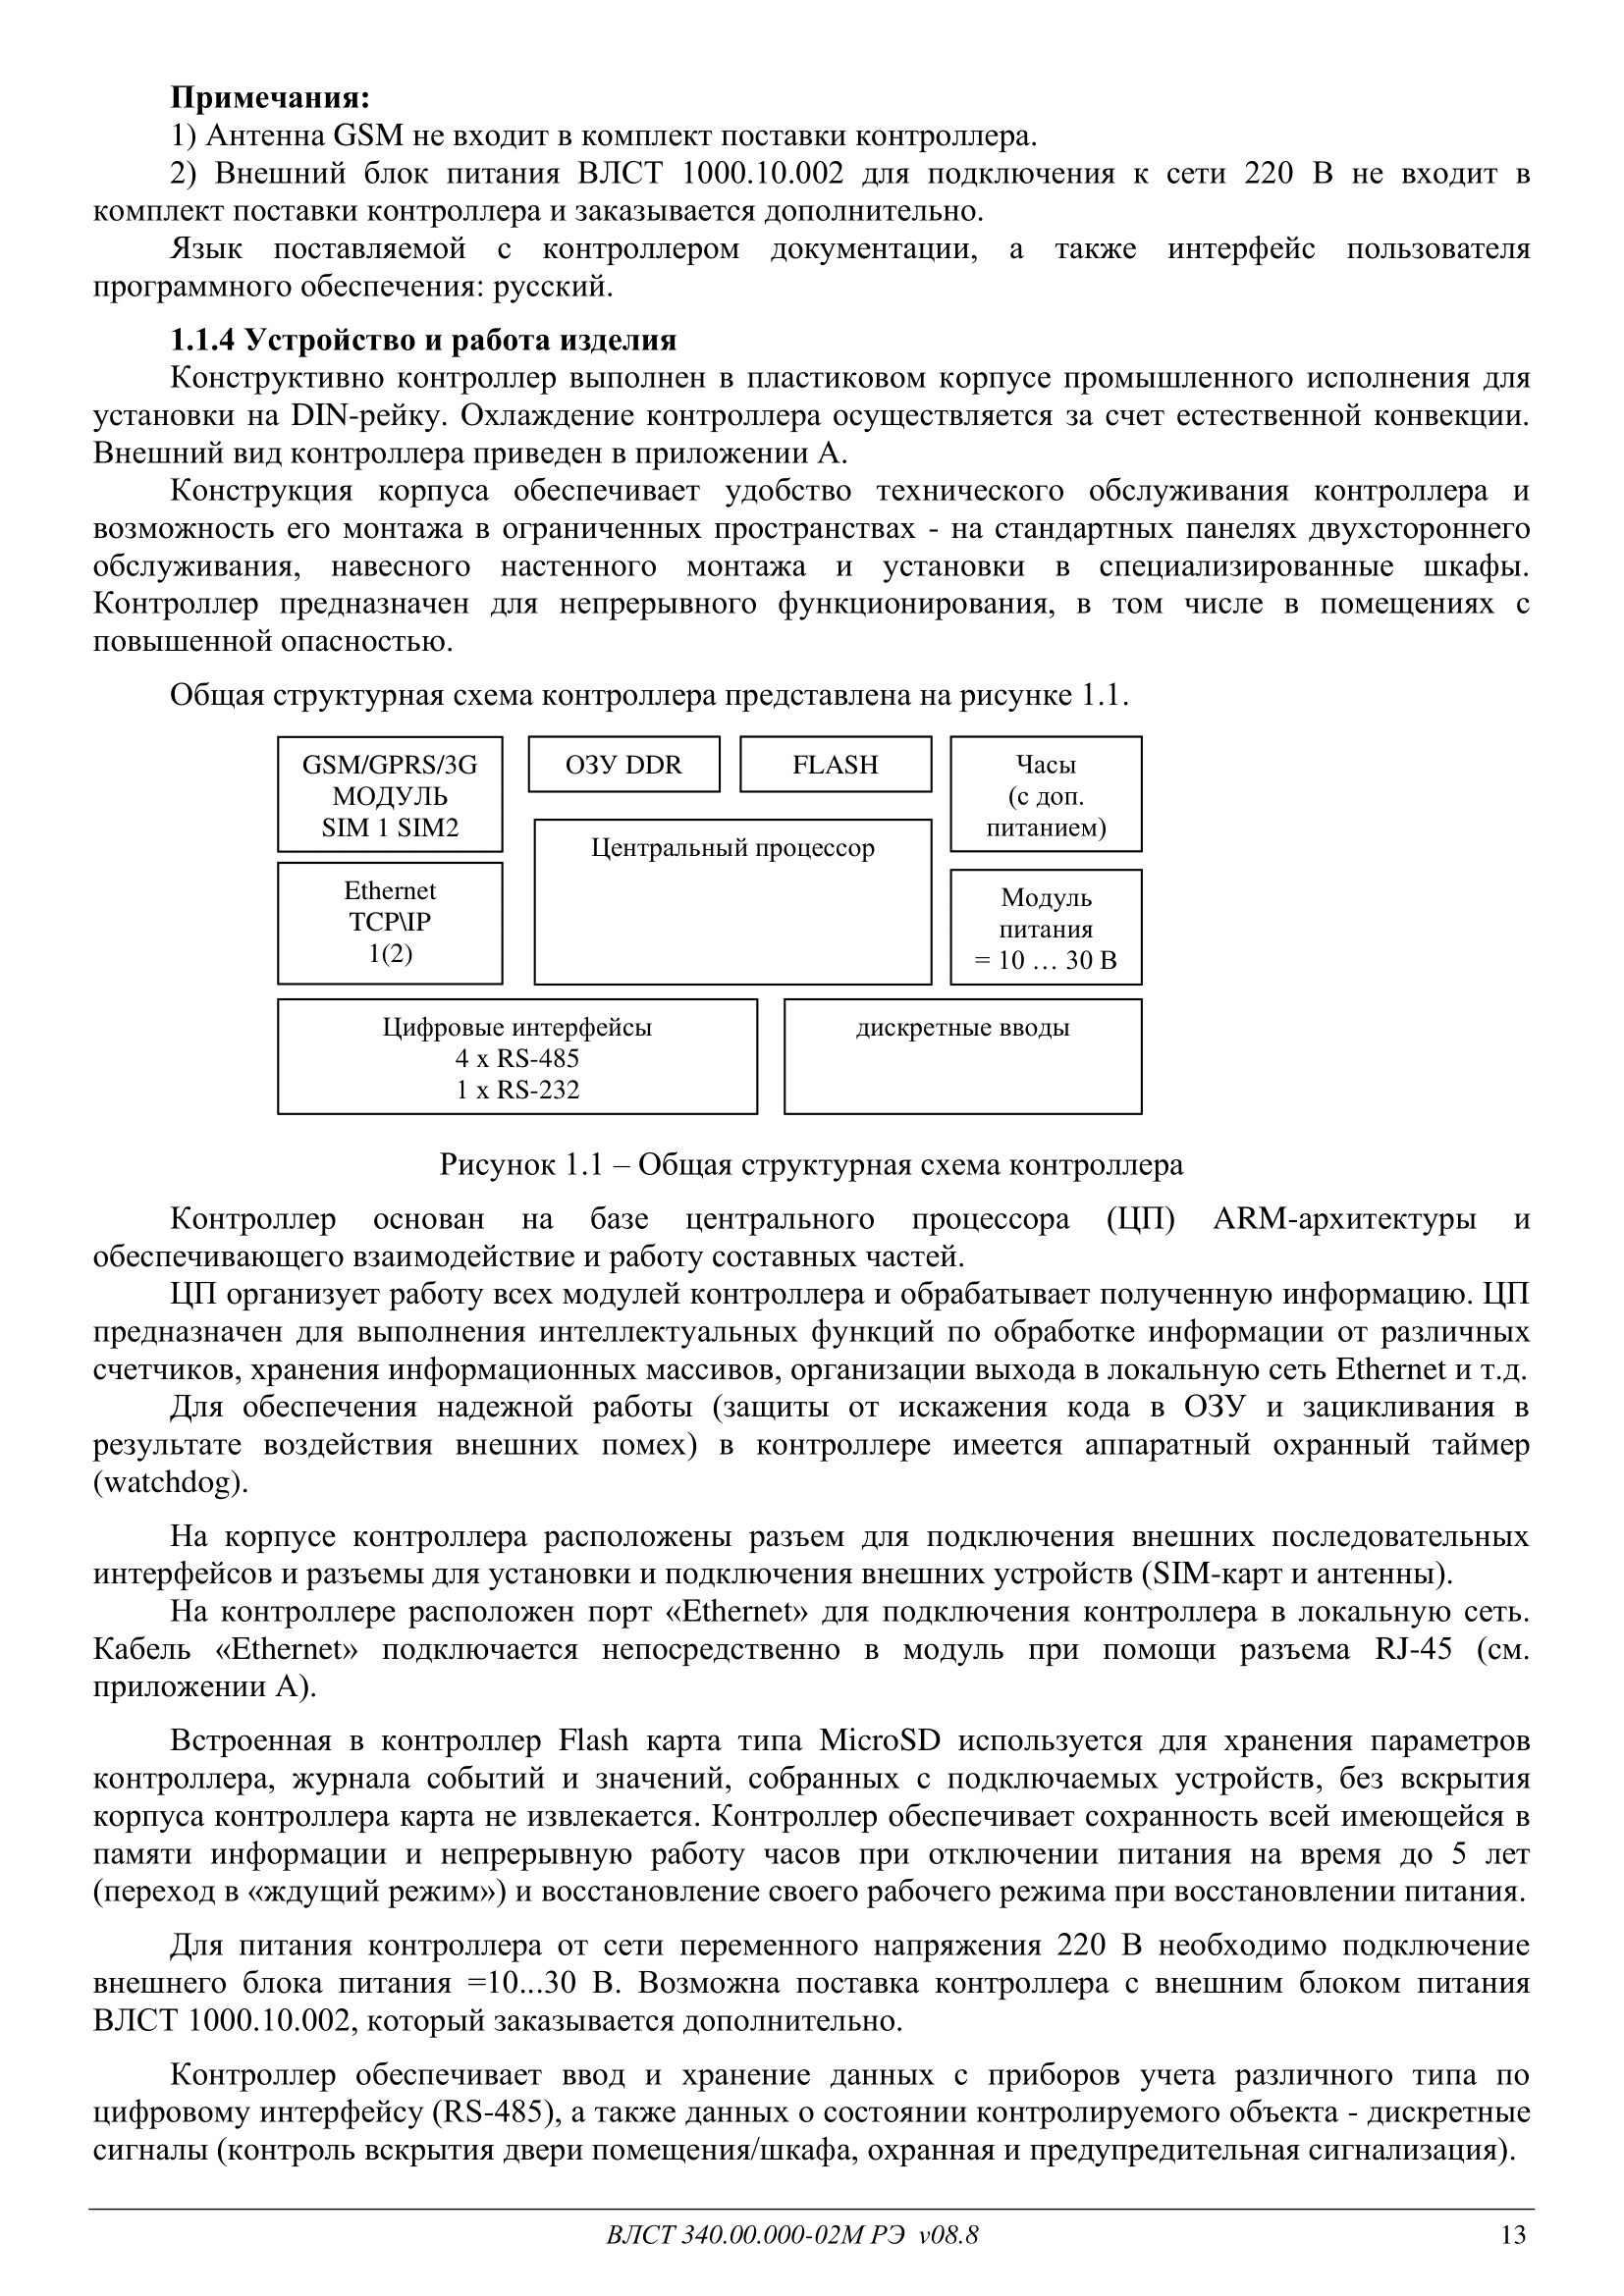 Примечания:
1) Антенна GSM не входит в комплект поставки контроллера.
2) Внешний блок питания ВЛСТ 1000.10.002 для подключения к сети 220 В не входит в
комплект поставки контроллера и заказывается дополнительно.
Язык поставляемой с контроллером документации, а также интерфейс пользователя
программного обеспечения: русский.
1.1.4 Устройство и работа изделия
Конструктивно контроллер выполнен в пластиковом корпусе промышленного исполнения для
установки на DIN-рейку. Охлаждение контроллера осуществляется за счет естественной конвекции.
Внешний вид контроллера приведен в приложении А.
Конструкция корпуса обеспечивает удобство технического обслуживания контроллера и
возможность его монтажа в ограниченных пространствах - на стандартных панелях двухстороннего
обслуживания, навесного настенного монтажа и установки в специализированные шкафы.
Контроллер предназначен для непрерывного функционирования, в том числе в помещениях с
повышенной опасностью.
Общая структурная схема контроллера представлена на рисунке 1.1.
GSM/GPRS/3G
МОДУЛЬ
SIM 1 SIM2
ОЗУ DDR
FLASH
Часы
(с доп.
питанием)
Центральный процессор
Ethernet
TCP\IP
1(2)
Модуль
питания
= 10 … 30 В
Цифровые интерфейсы
4 x RS-485
1 x RS-232
дискретные вводы
Рисунок 1.1 – Общая структурная схема контроллера
Контроллер основан на базе центрального процессора (ЦП) ARM-архитектуры и
обеспечивающего взаимодействие и работу составных частей.
ЦП организует работу всех модулей контроллера и обрабатывает полученную информацию. ЦП
предназначен для выполнения интеллектуальных функций по обработке информации от различных
счетчиков, хранения информационных массивов, организации выхода в локальную сеть Ethernet и т.д.
Для обеспечения надежной работы (защиты от искажения кода в ОЗУ и зацикливания в
результате воздействия внешних помех) в контроллере имеется аппаратный охранный таймер
(watchdog).
На корпусе контроллера расположены разъем для подключения внешних последовательных
интерфейсов и разъемы для установки и подключения внешних устройств (SIM-карт и антенны).
На контроллере расположен порт «Ethernet» для подключения контроллера в локальную сеть.
Кабель «Ethernet» подключается непосредственно в модуль при помощи разъема RJ-45 (см.
приложении А).
Встроенная в контроллер Flash карта типа MicroSD используется для хранения параметров
контроллера, журнала событий и значений, собранных с подключаемых устройств, без вскрытия
корпуса контроллера карта не извлекается. Контроллер обеспечивает сохранность всей имеющейся в
памяти информации и непрерывную работу часов при отключении питания на время до 5 лет
(переход в «ждущий режим») и восстановление своего рабочего режима при восстановлении питания.
Для питания контроллера от сети переменного напряжения 220 В необходимо подключение
внешнего блока питания =10...30 В. Возможна поставка контроллера с внешним блоком питания
ВЛСТ 1000.10.002, который заказывается дополнительно.
Контроллер обеспечивает ввод и хранение данных с приборов учета различного типа по
цифровому интерфейсу (RS-485), а также данных о состоянии контролируемого объекта - дискретные
сигналы (контроль вскрытия двери помещения/шкафа, охранная и предупредительная сигнализация).
ВЛСТ 340.00.000-02М РЭ v08.8
13